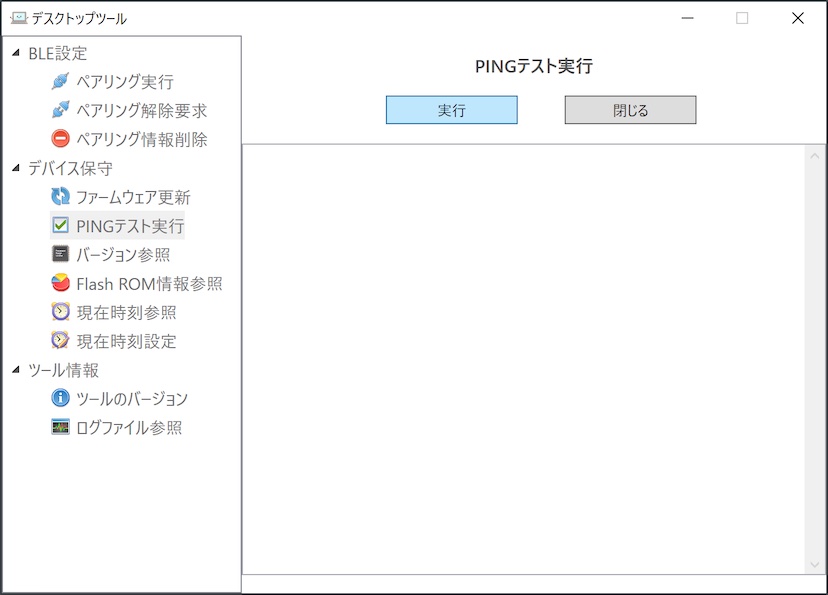 デスクトップツール
BLE設定
ペアリング実行
ペアリング解除要求
ペアリング情報削除
デバイス保守
ファームウェア更新
PINGテスト実行
バージョン参照
Flash ROM情報参照
現在時刻参照
現在時刻設定
ツール情報
ツールのバージョン
ログファイル参照
PINGテスト実行
実行
閉じる